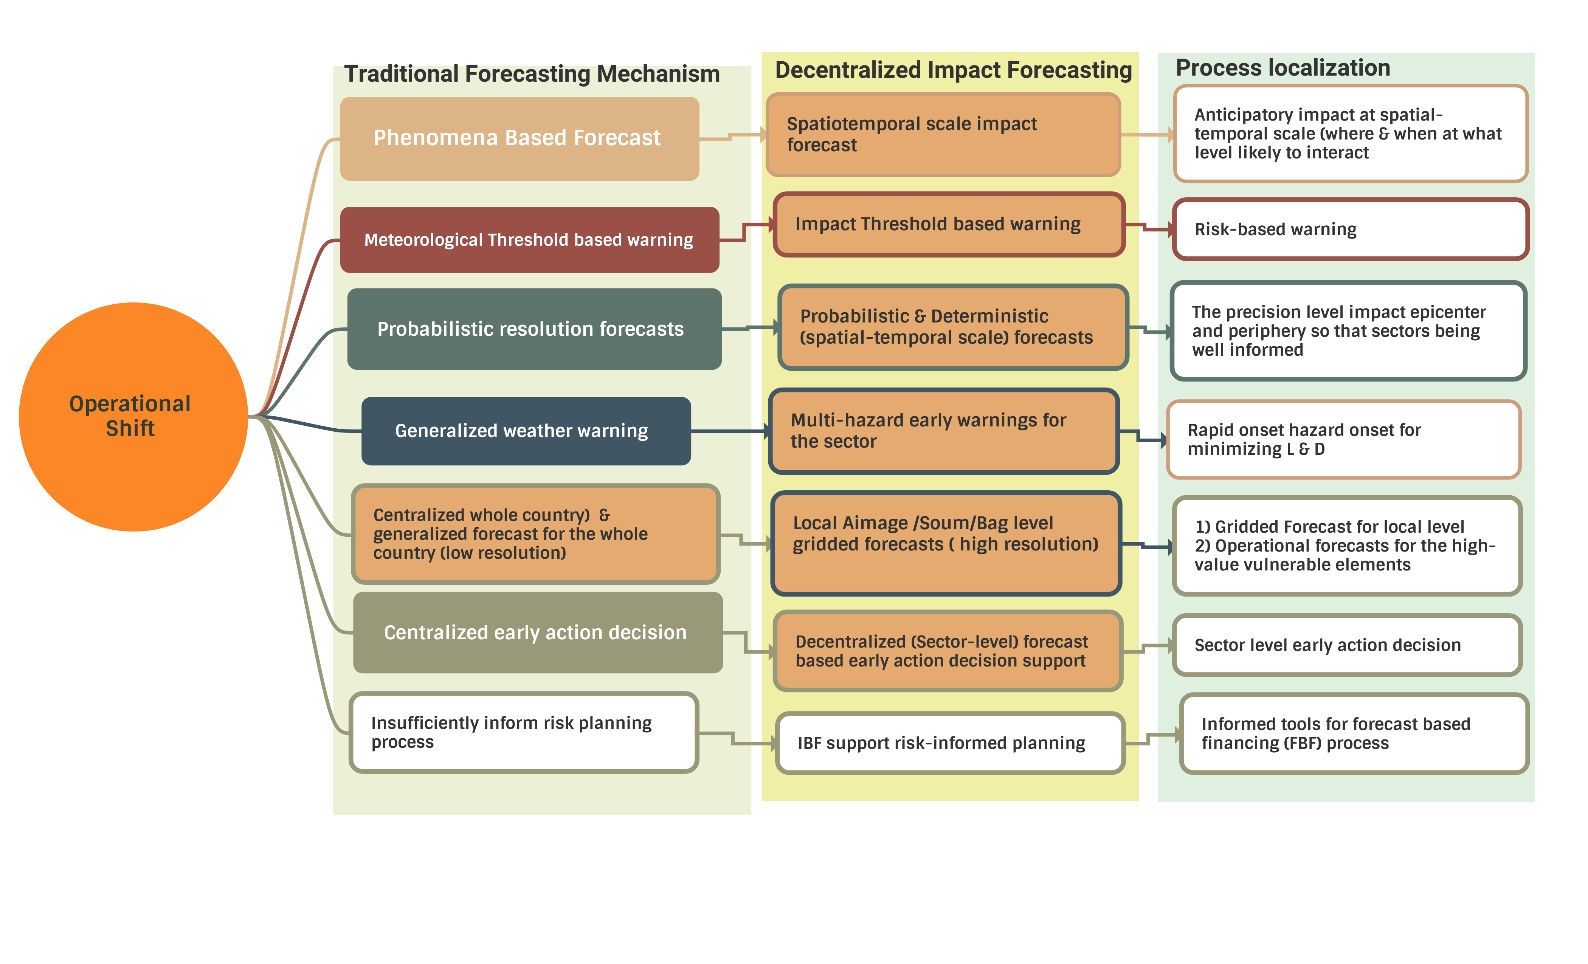 Operational
Shift
Traditional Forecasting Mechanism
Phenomena Based Forecast
Meteorological Threshold based warning
Probabilistic resolution forecasts
Generalized weather warning
Centralized whole country)  &
generalized forecast for the whole
country (low resolution)
Centralized early action decision
Insufficiently inform risk planning
process
Decentralized Impact Forecasting
Spatiotemporal scale impact
forecast
Impact Threshold based warning
Probabilistic & Deterministic
(spatial-temporal scale) forecasts
Multi-hazard early warnings for
the sector
Local Aimage /Soum/Bag level
gridded forecasts ( high resolution)
Decentralized (Sector-level) forecast
based early action decision support
IBF support risk-informed planning
Process localization
Anticipatory impact at spatial-
temporal scale (where & when at what
level likely to interact
Risk-based warning
The precision level impact epicenter
and periphery so that sectors being
well informed
Rapid onset hazard onset for
minimizing L & D
1) Gridded Forecast for local level
2) Operational forecasts for the high-
value vulnerable elements
Sector level early action decision
Informed tools for forecast based
financing (FBF) process